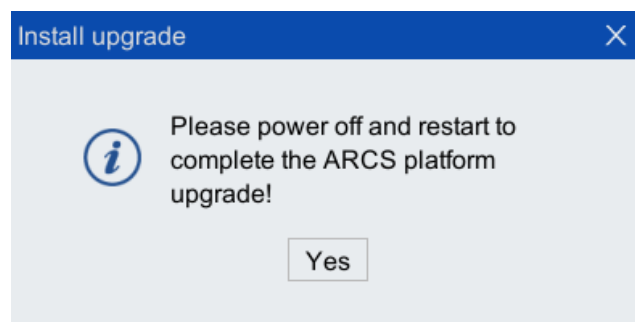 Install upgrade
Please power off and restart to
complete the ARCS platform
upgrade!
Yes